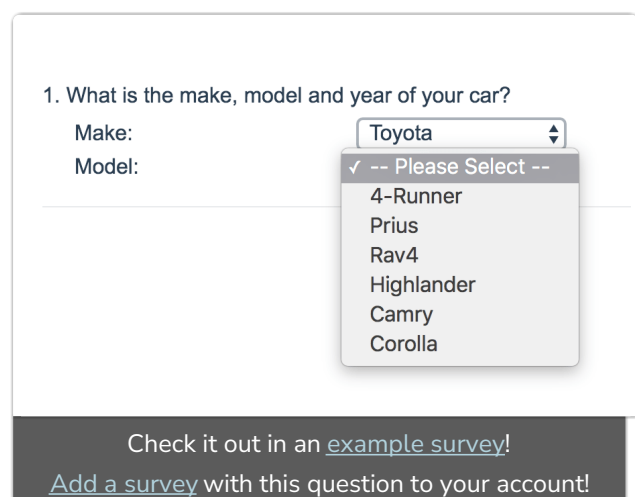 1. What is the make, model and year of your car?
Make: Toyota
Model: ✓ -- Please Select --
4-Runner
Prius
Rav4
Highlander
Camry
Corolla
Check it out in an example survey!
Add a survey with this question to your account!